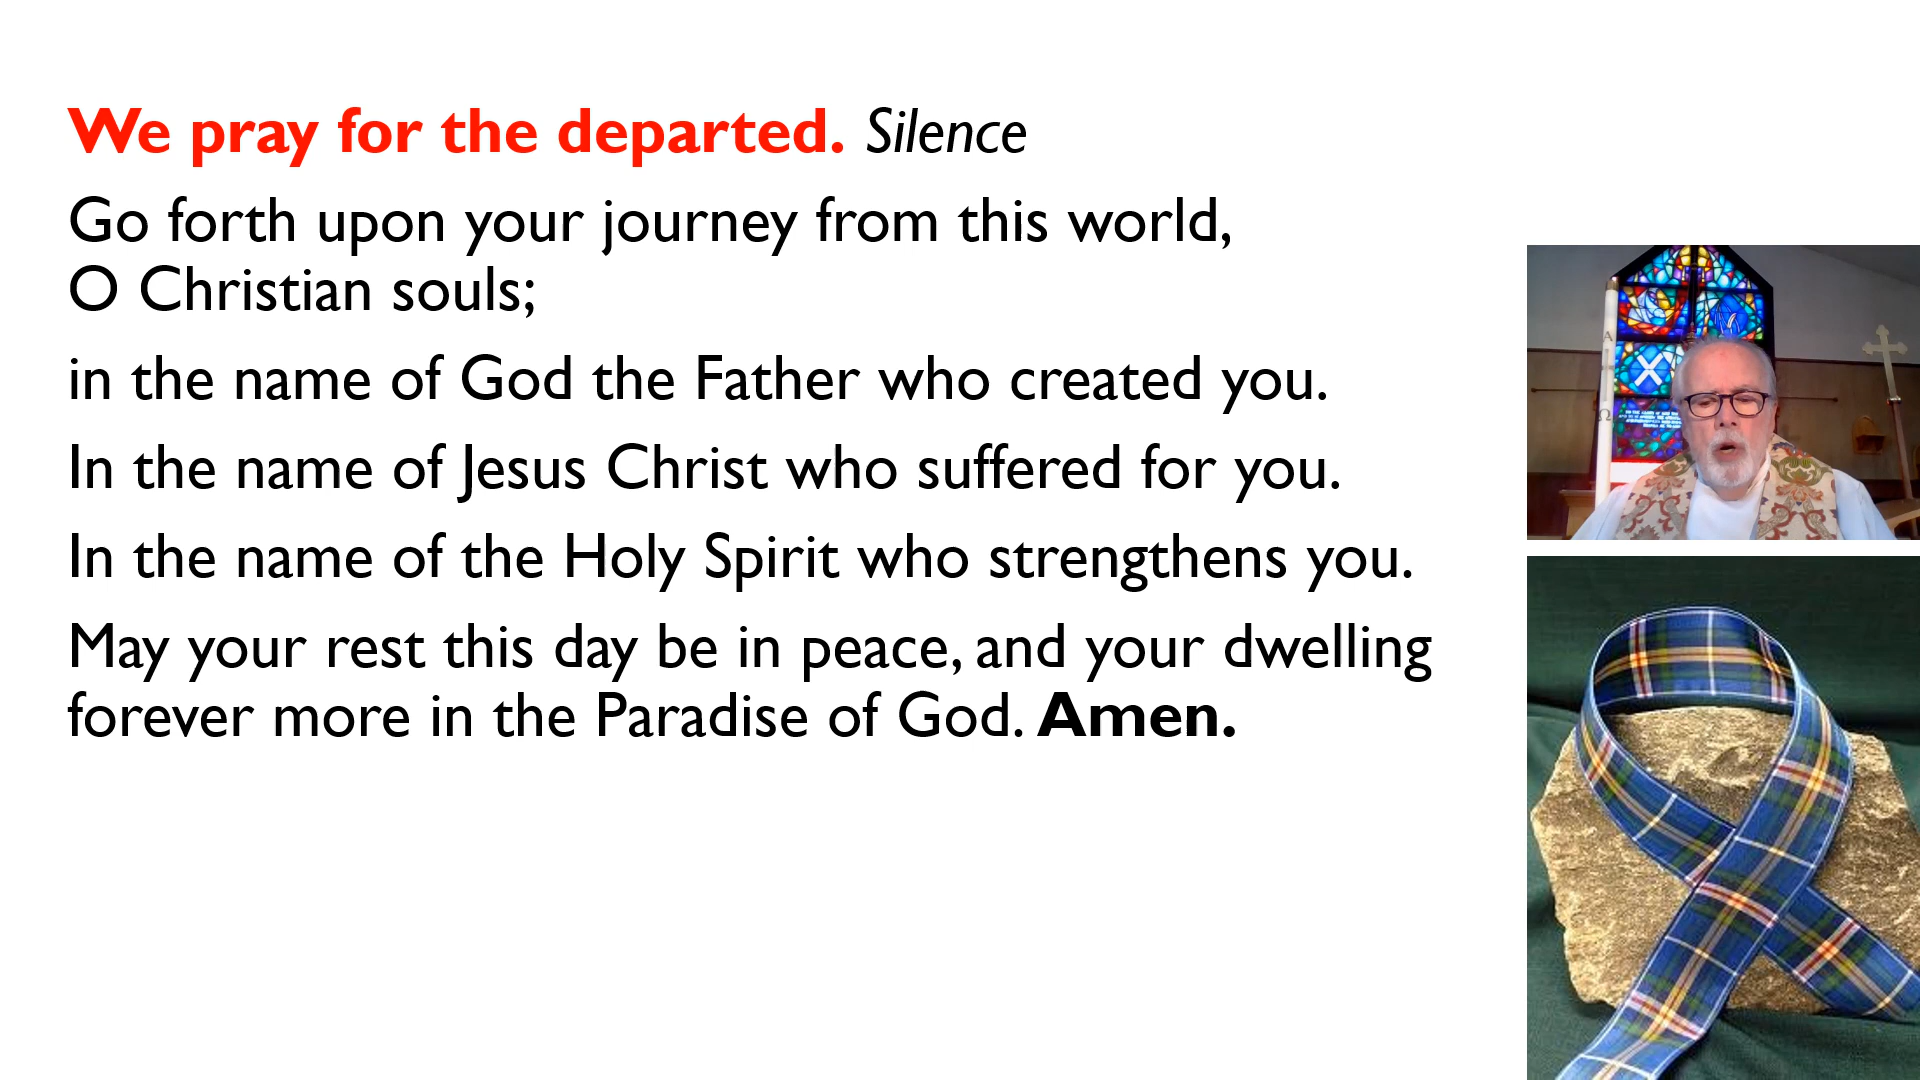 We pray for the departed. Silence
Go forth upon your journey from this world,
O Christian souls;
in the name of God the Father who created you.
In the name of Jesus Christ who suffered for you.
In the name of the Holy Spirit who strengthens you.
May your rest this day be in peace, and your dwelling
forever more in the Paradise of God. Amen.
Α
Ω